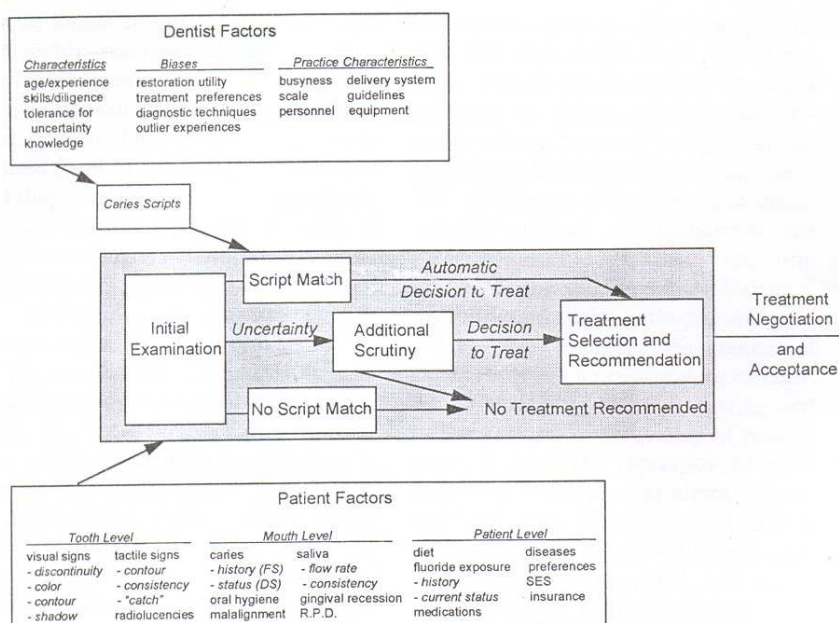 Dentist Factors
Characteristics
age/experience
skills/diligence
tolerance for
uncertainty
knowledge
Biases
restoration utility
treatment preferences
diagnostic techniques
outlier experiences
Practice Characteristics
busyness
scale
personnel
delivery system
guidelines
equipment
Caries Scripts
Initial
Examination
Script Match
Automatic
Decision to Treat
Uncertainty
Additional
Scrutiny
Decision
to Treat
Treatment
Selection and
Recommendation
No Script Match
No Treatment Recommended
Treatment
Negotiation
and
Acceptance
Patient Factors
Tooth Level
visual signs
- discontinuity
- color
- contour
- shadow
tactile signs
- contour
- consistency
- "catch"
radiolucencies
Mouth Level
caries
- history (FS)
- status (DS)
oral hygiene
malalignment
saliva
- flow rate
- consistency
gingival recession
R.P.D.
Patient Level
diet
fluoride exposure
- history
- current status
medications
diseases
preferences
SES
insurance